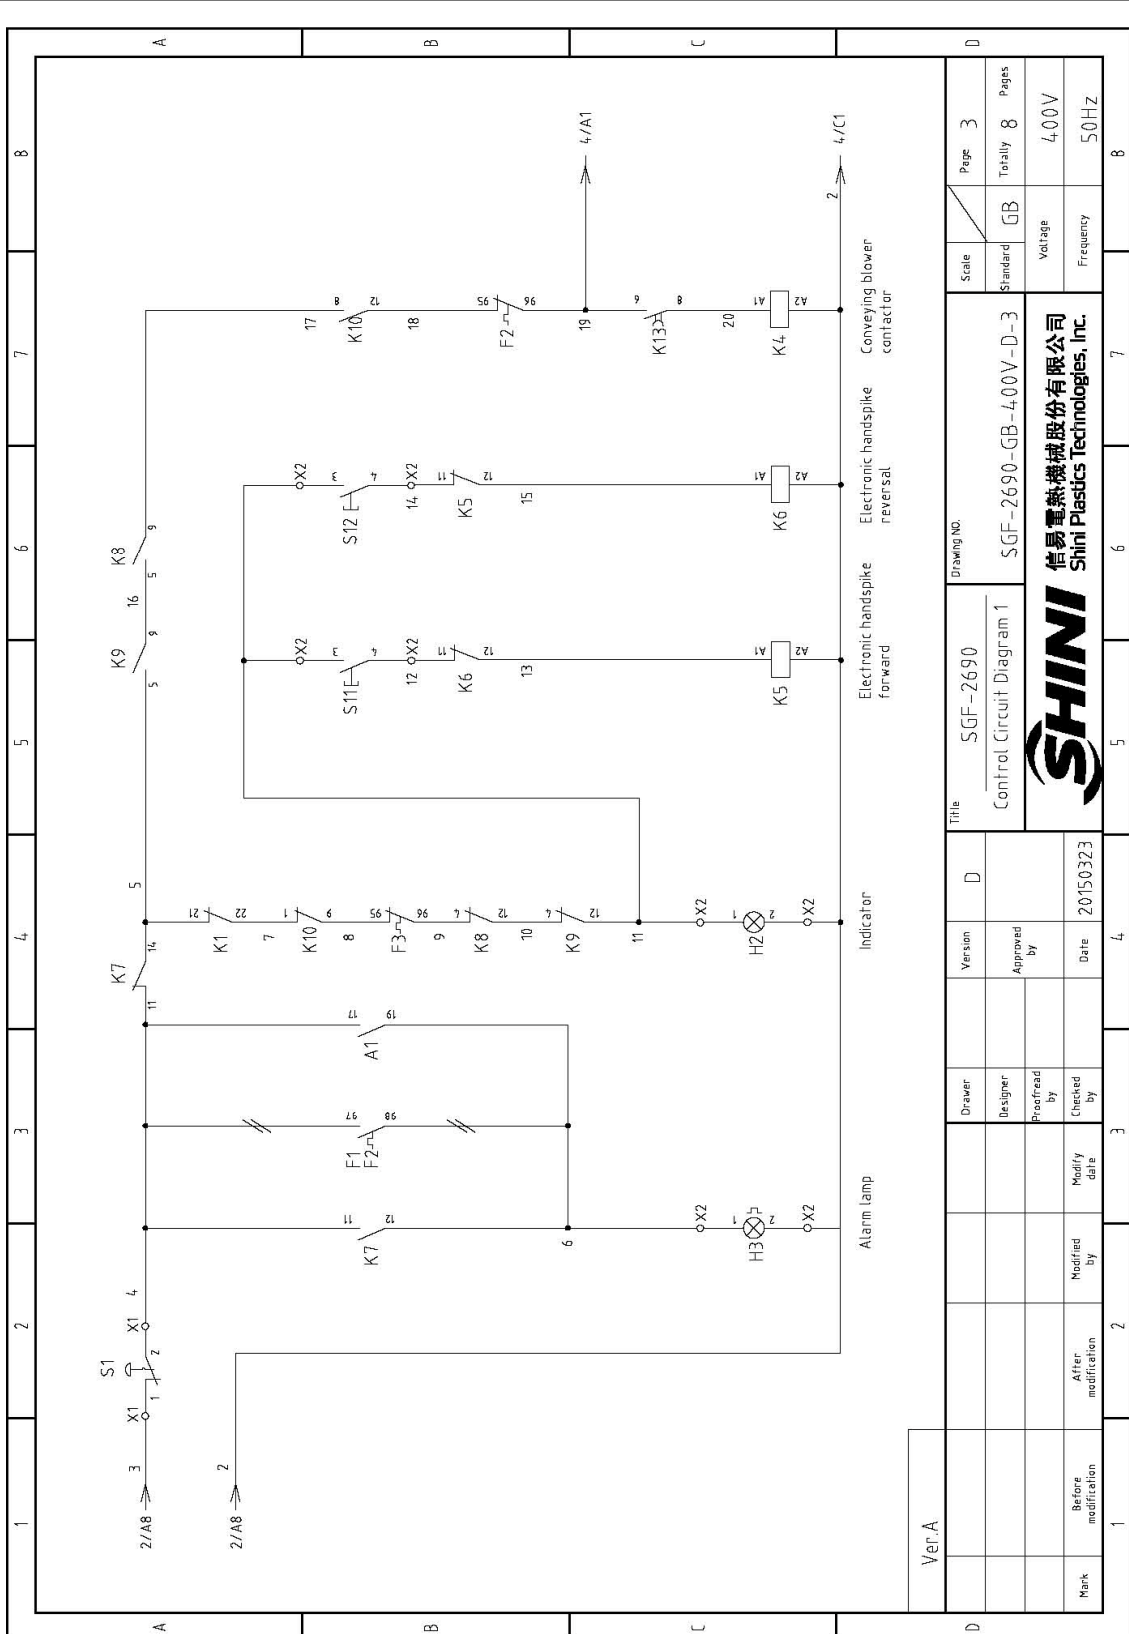 1 2 3 4 5 6 7 8
A
B
C
D
A
B
C
D
1 2 3 4 5 6 7 8
2/A8
3
X1
S1
1
2
X1
4
2/A8
2
K7
11
12
6
X2
H3
1
2
X2
Alarm lamp
F1
F2
97
98
A1
17
19
K7
11
14
5
K1
21
22
7
K10
1
9
8
F3
95
96
9
K8
4
12
10
K9
4
12
11
X2
H2
1
2
X2
Indicator
K9
5
9
16
K8
5
9
X2
S11
3
4
12
X2
K6
11
12
13
K5
A1
A2
Electronic handspike
forward
X2
S12
3
4
14
X2
K5
11
12
15
K6
A1
A2
Electronic handspike
reversal
17
K10
8
12
18
F2
95
96
19
4/A1
K13
6
8
20
K4
A1
A2
Conveying blower
contactor
2
4/C1
Ver.A
Mark
Before
modification
After
modification
Modified
by
Modify
date
Drawer
Designer
Proofread
by
Checked
by
Version
D
Approved
by
Date
20150323
Title
SGF-2690
Control Circuit Diagram 1
Drawing NO.
SGF-2690-GB-400V-D-3
SHINI
信易電熱機械股份有限公司
Shini Plastics Technologies, Inc.
Scale
Page 3
Standard GB
Totally 8 Pages
Voltage
400V
Frequency
50Hz